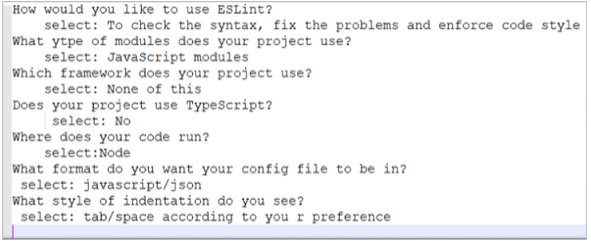 How would you like to use ESLint?
select: To check the syntax, fix the problems and enforce code style
What ytpe of modules does your project use?
select: JavaScript modules
Which framework does your project use?
select: None of this
Does your project use TypeScript?
select: No
Where does your code run?
select:Node
What format do you want your config file to be in?
select: javascript/json
What style of indentation do you see?
select: tab/space according to you r preference